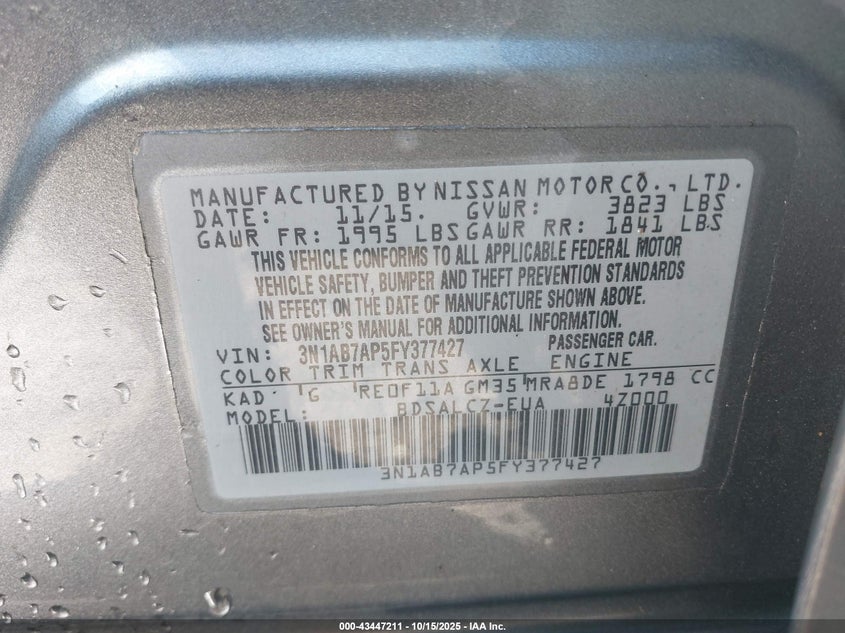 MANUFACTURED BY NISSAN MOTOR CO., LTD.
DATE: 11/15. GVWR: 3823 LBS
GAWR FR: 1995 LBS GAWR RR: 1841 LBS
THIS VEHICLE CONFORMS TO ALL APPLICABLE FEDERAL MOTOR
VEHICLE SAFETY, BUMPER AND THEFT PREVENTION STANDARDS
IN EFFECT ON THE DATE OF MANUFACTURE SHOWN ABOVE.
SEE OWNER'S MANUAL FOR ADDITIONAL INFORMATION.
VIN: 3N1AB7AP5FY377427 PASSENGER CAR.
COLOR TRIM TRANS AXLE ENGINE
KAD G RE0F11A GM35 MRA8DE 1798 CC
MODEL: BDSALCZ-EUA 4Z000
3N1AB7AP5FY377427
000-43447211 - 10/15/2025 - IAA Inc.